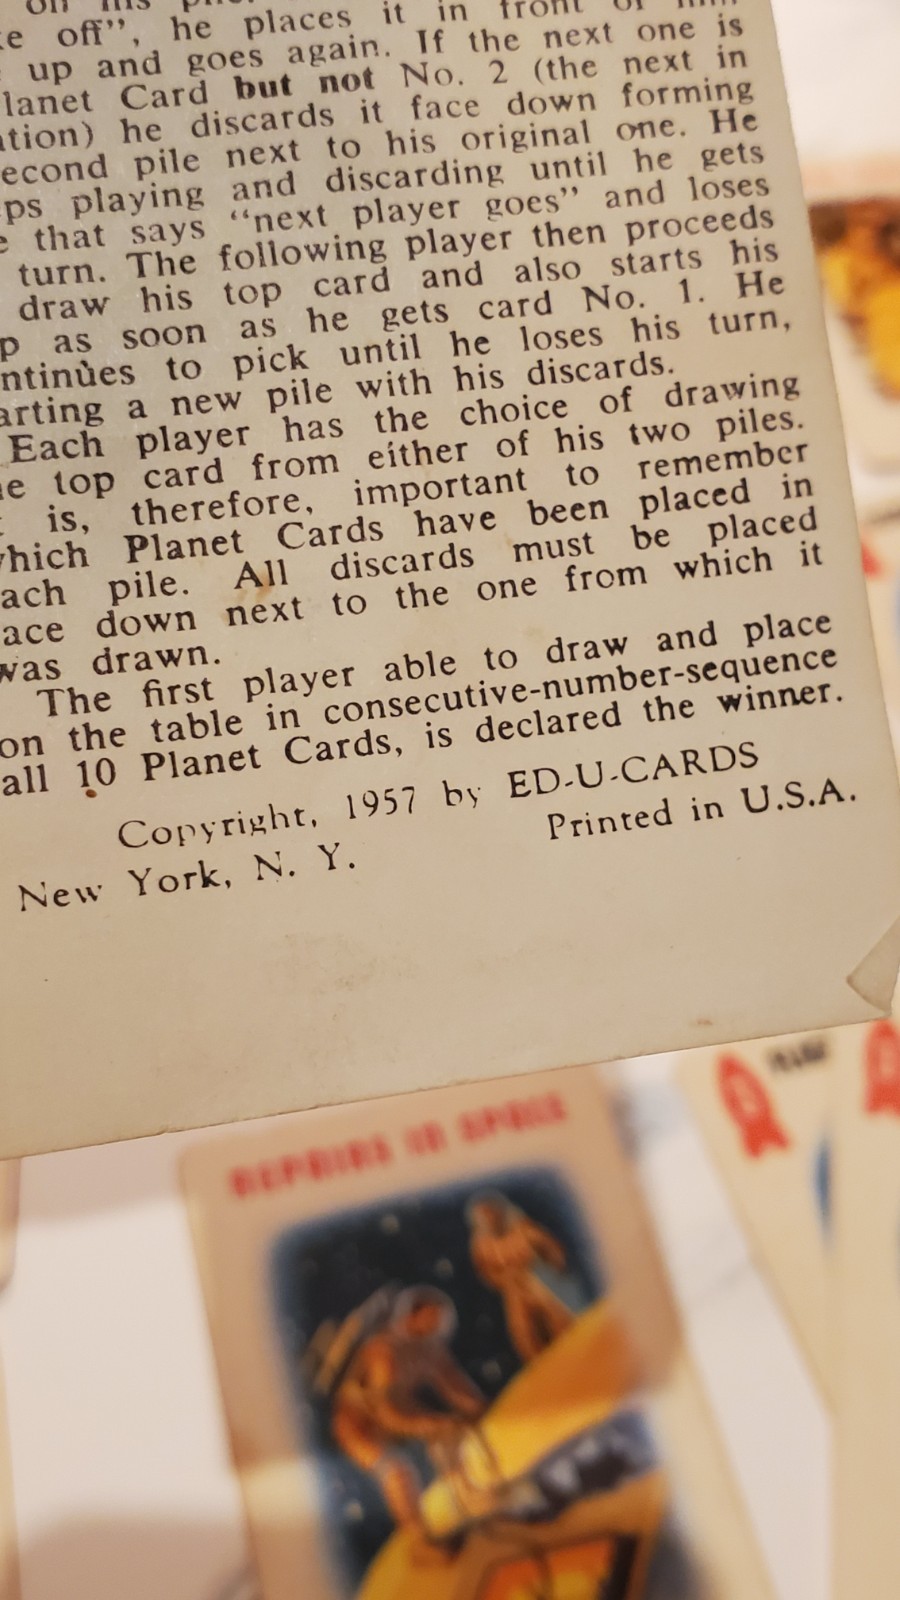 off", he places it in front of him
up and goes again. If the next one is
lanet Card but not No. 2 (the next in
tion) he discards it face down forming
econd pile next to his original one. He
ps playing and discarding until he gets
e that says "next player goes" and loses
turn. The following player then proceeds
draw his top card and also starts his
p as soon as he gets card No. 1. He
ntinues to pick until he loses his turn,
arting a new pile with his discards.
Each player has the choice of drawing
e top card from either of his two piles.
is, therefore, important to remember
hich Planet Cards have been placed in
ach pile. All discards must be placed
ace down next to the one from which it
was drawn.
The first player able to draw and place
on the table in consecutive-number-sequence
all 10 Planet Cards, is declared the winner.
Copyright, 1957 by ED-U-CARDS
New York, N. Y. Printed in U.S.A.
REPAIRS IN SPACE